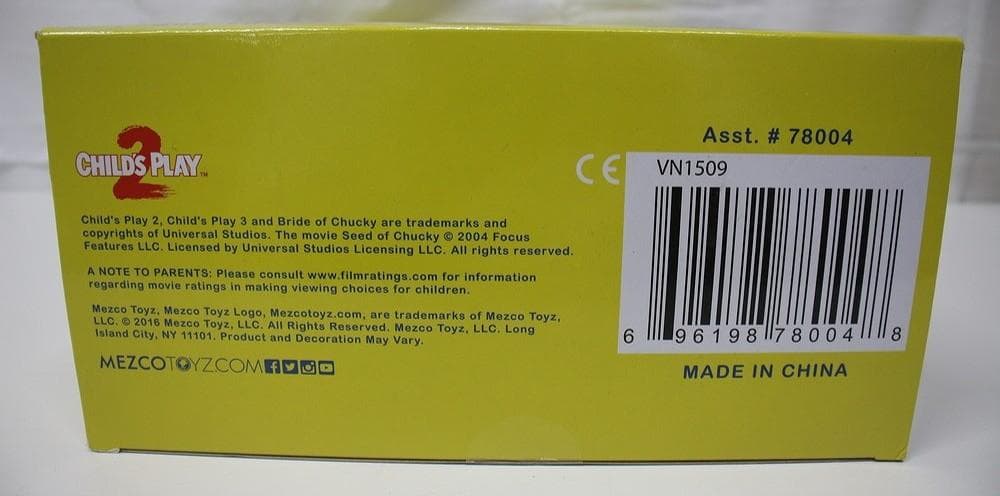 2
CHILD'S PLAY™
Child's Play 2, Child's Play 3 and Bride of Chucky are trademarks and
copyrights of Universal Studios. The movie Seed of Chucky © 2004 Focus
Features LLC. Licensed by Universal Studios Licensing LLC. All rights reserved.
A NOTE TO PARENTS: Please consult www.filmratings.com for information
regarding movie ratings in making viewing choices for children.
Mezco Toyz, Mezco Toyz Logo, Mezcotoyz.com, are trademarks of Mezco Toyz,
LLC. © 2016 Mezco Toyz, LLC. All Rights Reserved. Mezco Toyz, LLC. Long
Island City, NY 11101. Product and Decoration May Vary.
MEZCOTOYZ.COM
Asst. # 78004
CE
VN1509
6 96198 78004 8
MADE IN CHINA